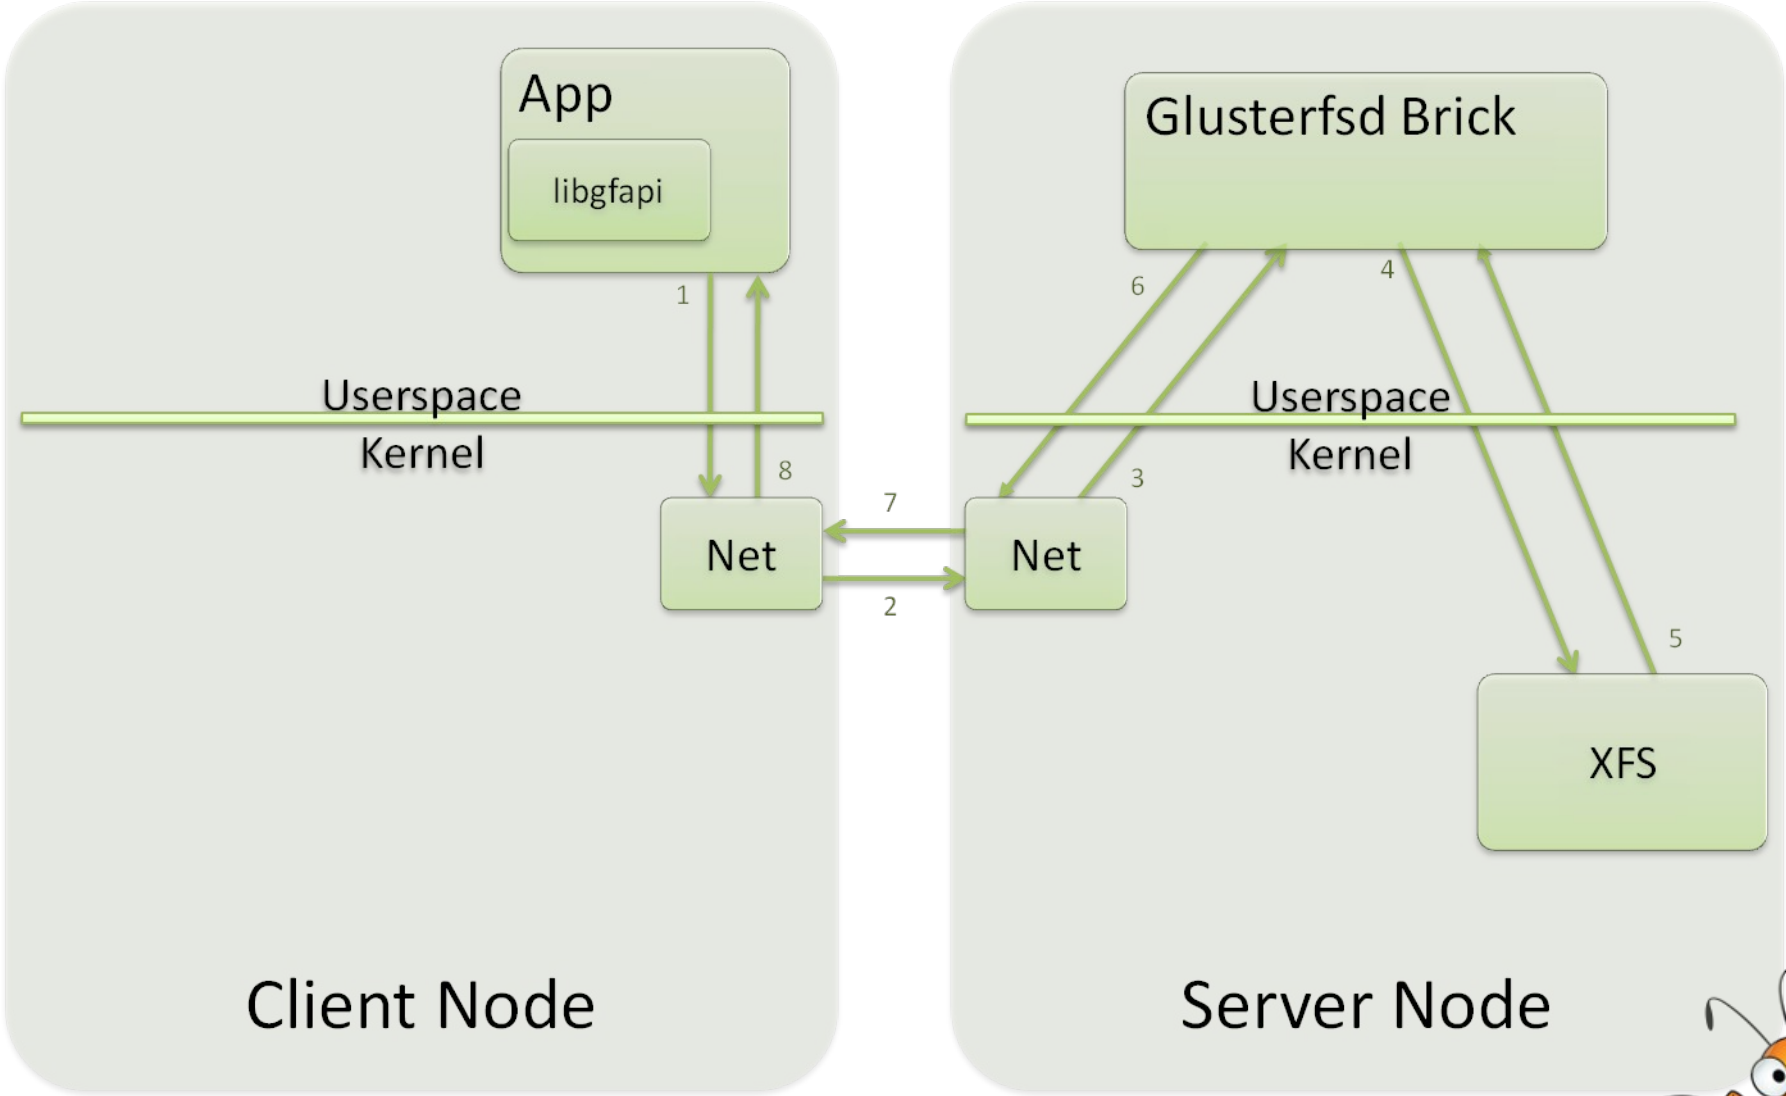 App
libgfapi
1
Userspace
Kernel
8
Net
7
2
Client Node
Glusterfsd Brick
6
4
Userspace
Kernel
3
Net
5
XFS
Server Node